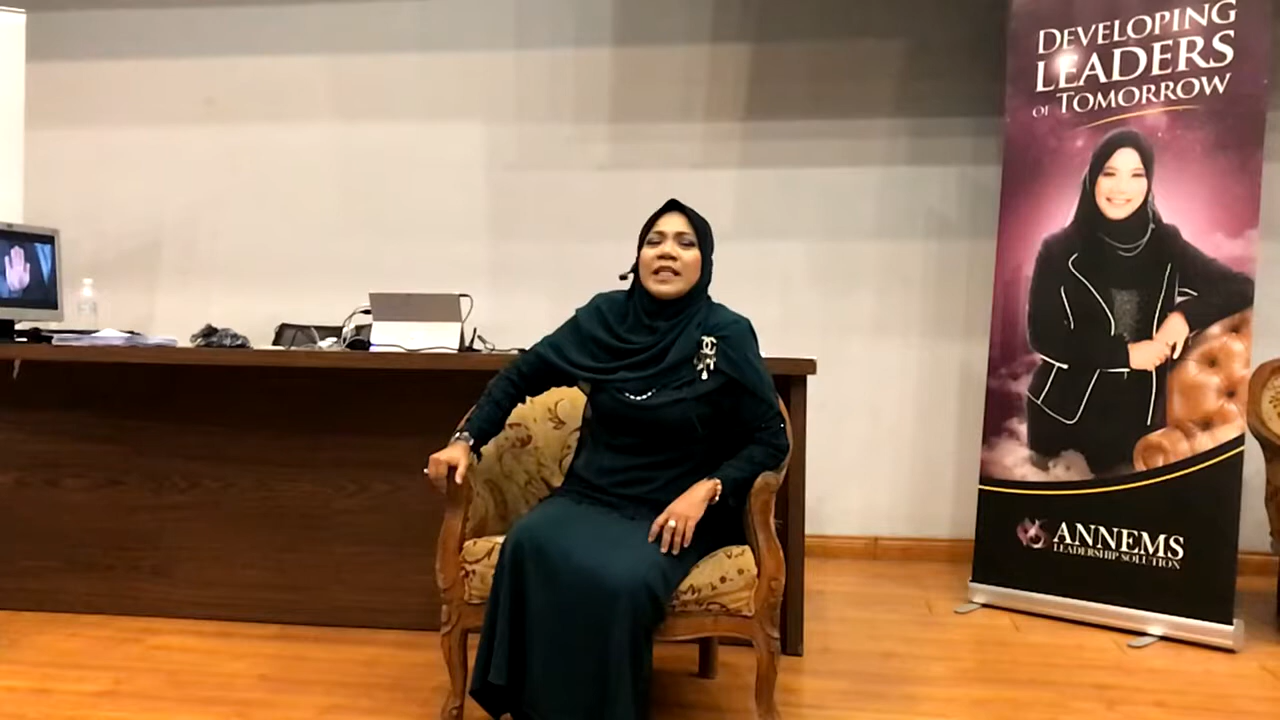 DEVELOPING
LEADERS
OF TOMORROW
ANNEMS
LEADERSHIP SOLUTION